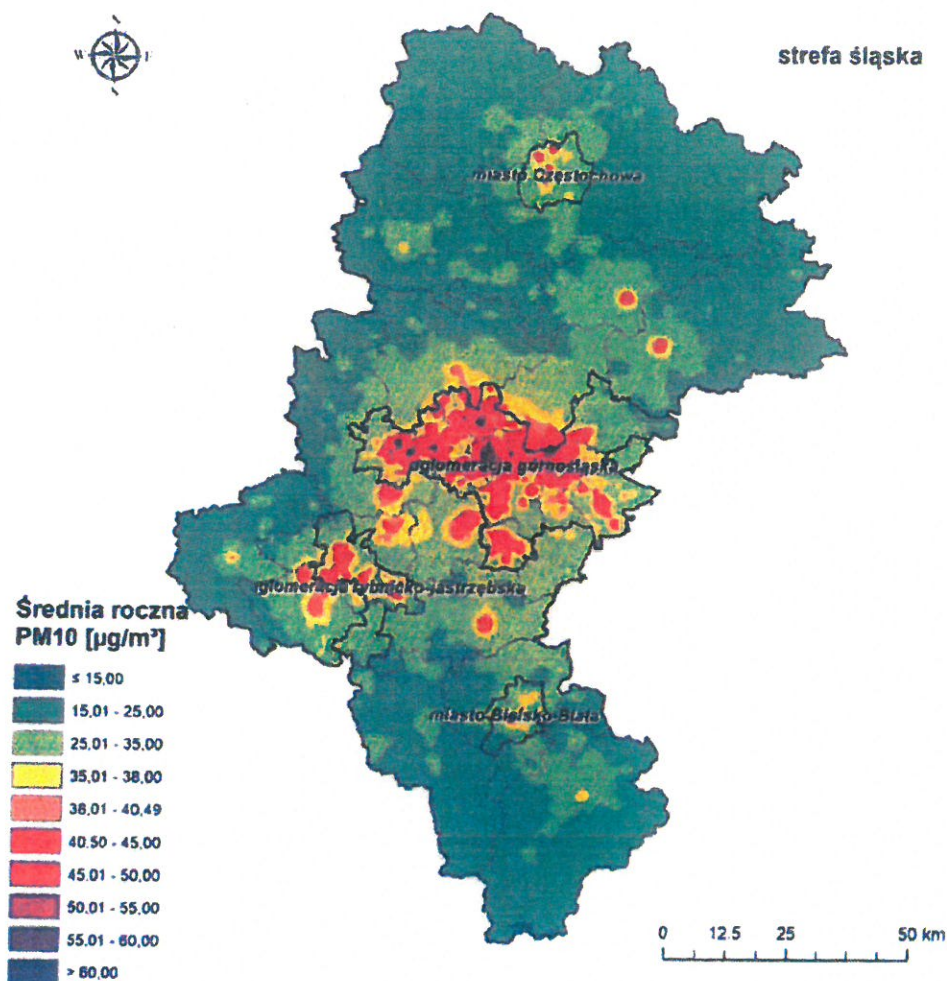 W E
strefa śląska
miasto Częstochowa
aglomeracja górnośląska
aglomeracja rybnicko-jastrzębska
miasto Bielsko-Biała
Średnia roczna
PM10 [µg/m³]
≤ 15,00
15,01 - 25,00
25,01 - 35,00
35,01 - 38,00
38,01 - 40,49
40.50 - 45,00
45.01 - 50,00
50,01 - 55,00
55.01 - 60,00
> 60,00
0 12.5 25 50 km